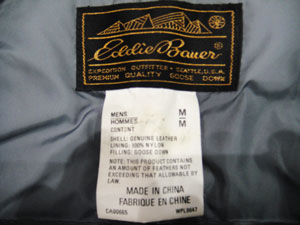 Eddie Bauer
®
EXPEDITION OUTFITTER · SEATTLE, U.S.A.
PREMIUM QUALITY GOOSE DOWN
MENS M
HOMMES M
CONTENT
SHELL: GENUINE LEATHER
LINING: 100% NYLON
FILLING: GOOSE DOWN
NOTE: THIS PRODUCT CONTAINS
AN AMOUNT OF FEATHERS NOT
EXCEEDING THAT ALLOWABLE BY
LAW.
MADE IN CHINA
FABRIQUE EN CHINE
CA00005 WPL9847